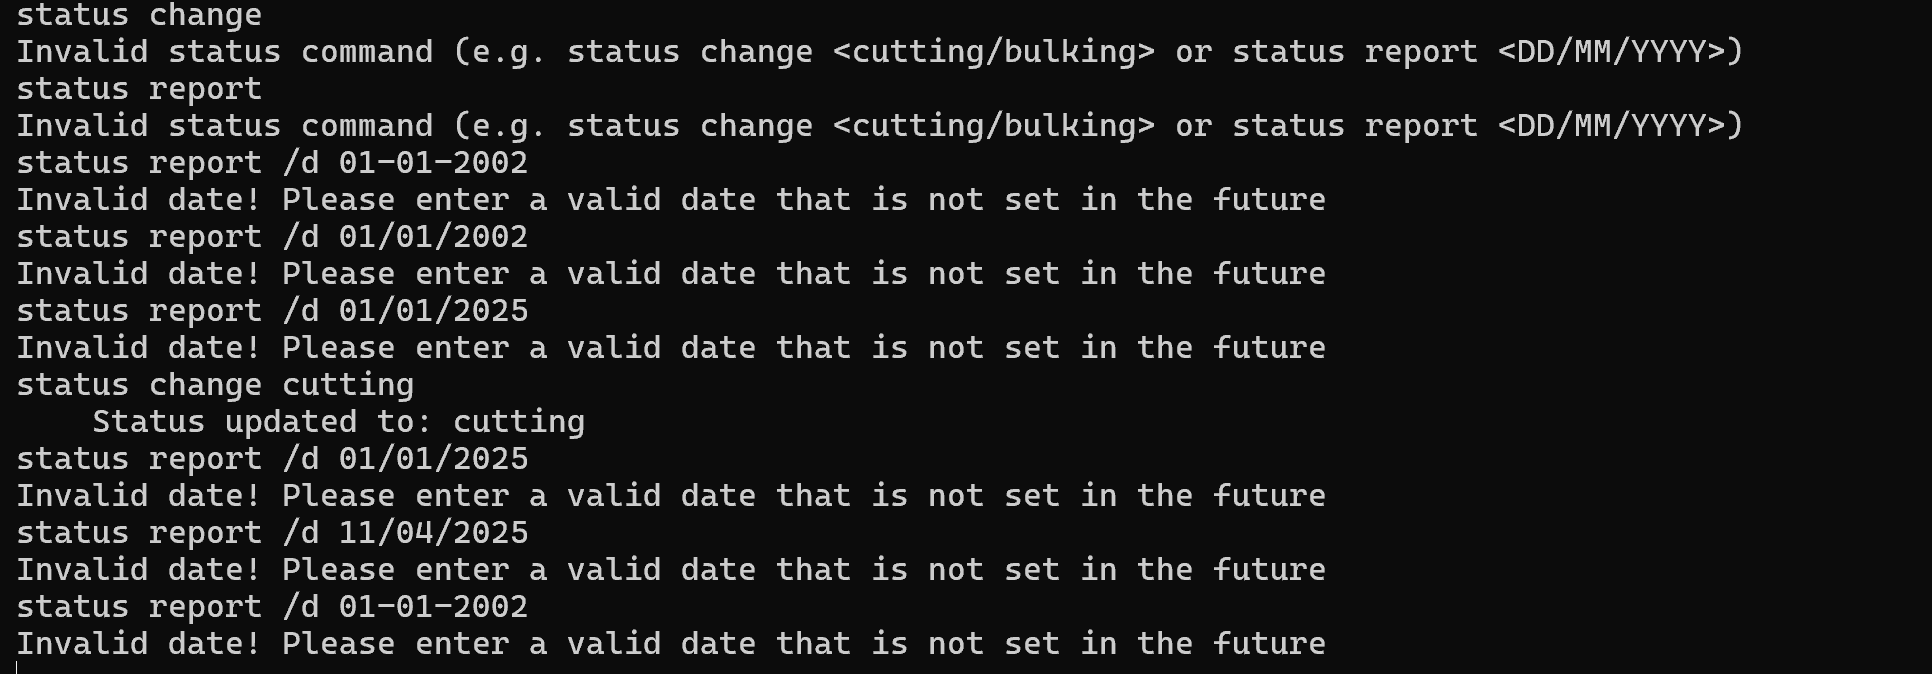 status change
Invalid status command (e.g. status change <cutting/bulking> or status report <DD/MM/YYYY>)
status report
Invalid status command (e.g. status change <cutting/bulking> or status report <DD/MM/YYYY>)
status report /d 01-01-2002
Invalid date! Please enter a valid date that is not set in the future
status report /d 01/01/2002
Invalid date! Please enter a valid date that is not set in the future
status report /d 01/01/2025
Invalid date! Please enter a valid date that is not set in the future
status change cutting
    Status updated to: cutting
status report /d 01/01/2025
Invalid date! Please enter a valid date that is not set in the future
status report /d 11/04/2025
Invalid date! Please enter a valid date that is not set in the future
status report /d 01-01-2002
Invalid date! Please enter a valid date that is not set in the future